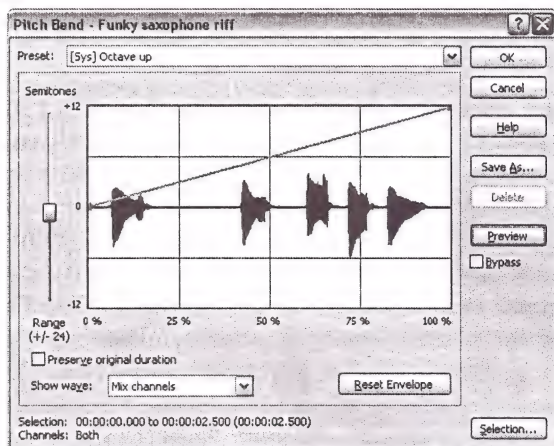 Pitch Bend - Funky saxophone riff
Preset: [Sys] Octave up
OK
Cancel
Help
Save As...
Delete
Preview
Bypass
Semitones
+12
0
-12
Range
(+/- 24)
0 % 25 % 50 % 75 % 100 %
Preserve original duration
Show wave: Mix channels
Reset Envelope
Selection: 00:00:00.000 to 00:00:02.500 (00:00:02.500)
Channels: Both
Selection...